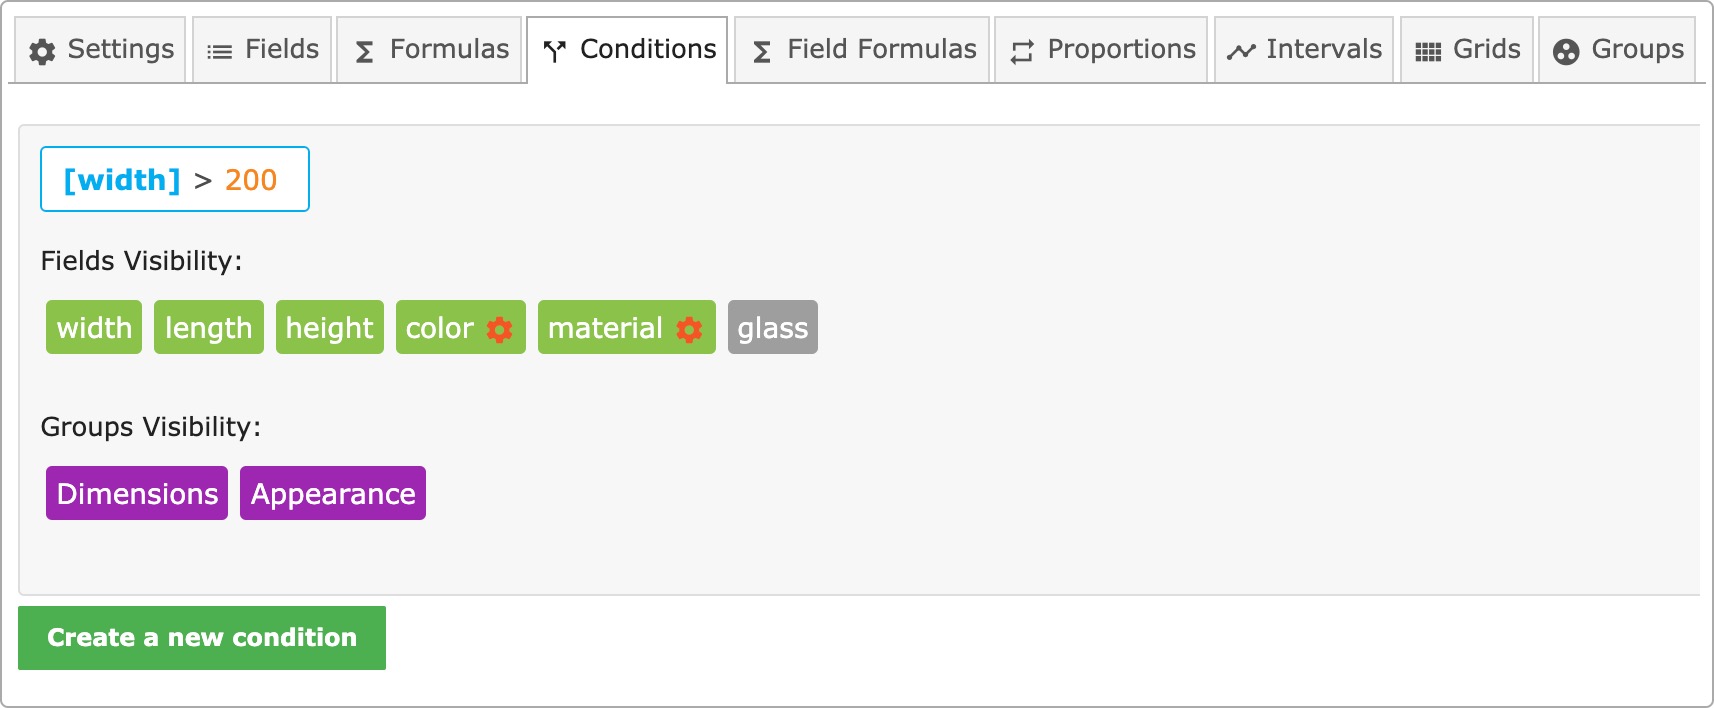 Settings Fields Formulas Conditions Field Formulas Proportions Intervals Grids Groups
[width] > 200
Fields Visibility:
width length height color material glass
Groups Visibility:
Dimensions Appearance
Create a new condition